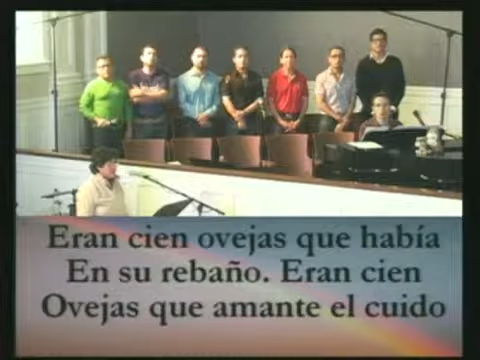 Eran cien ovejas que había
En su rebaño. Eran cien
Ovejas que amante el cuido